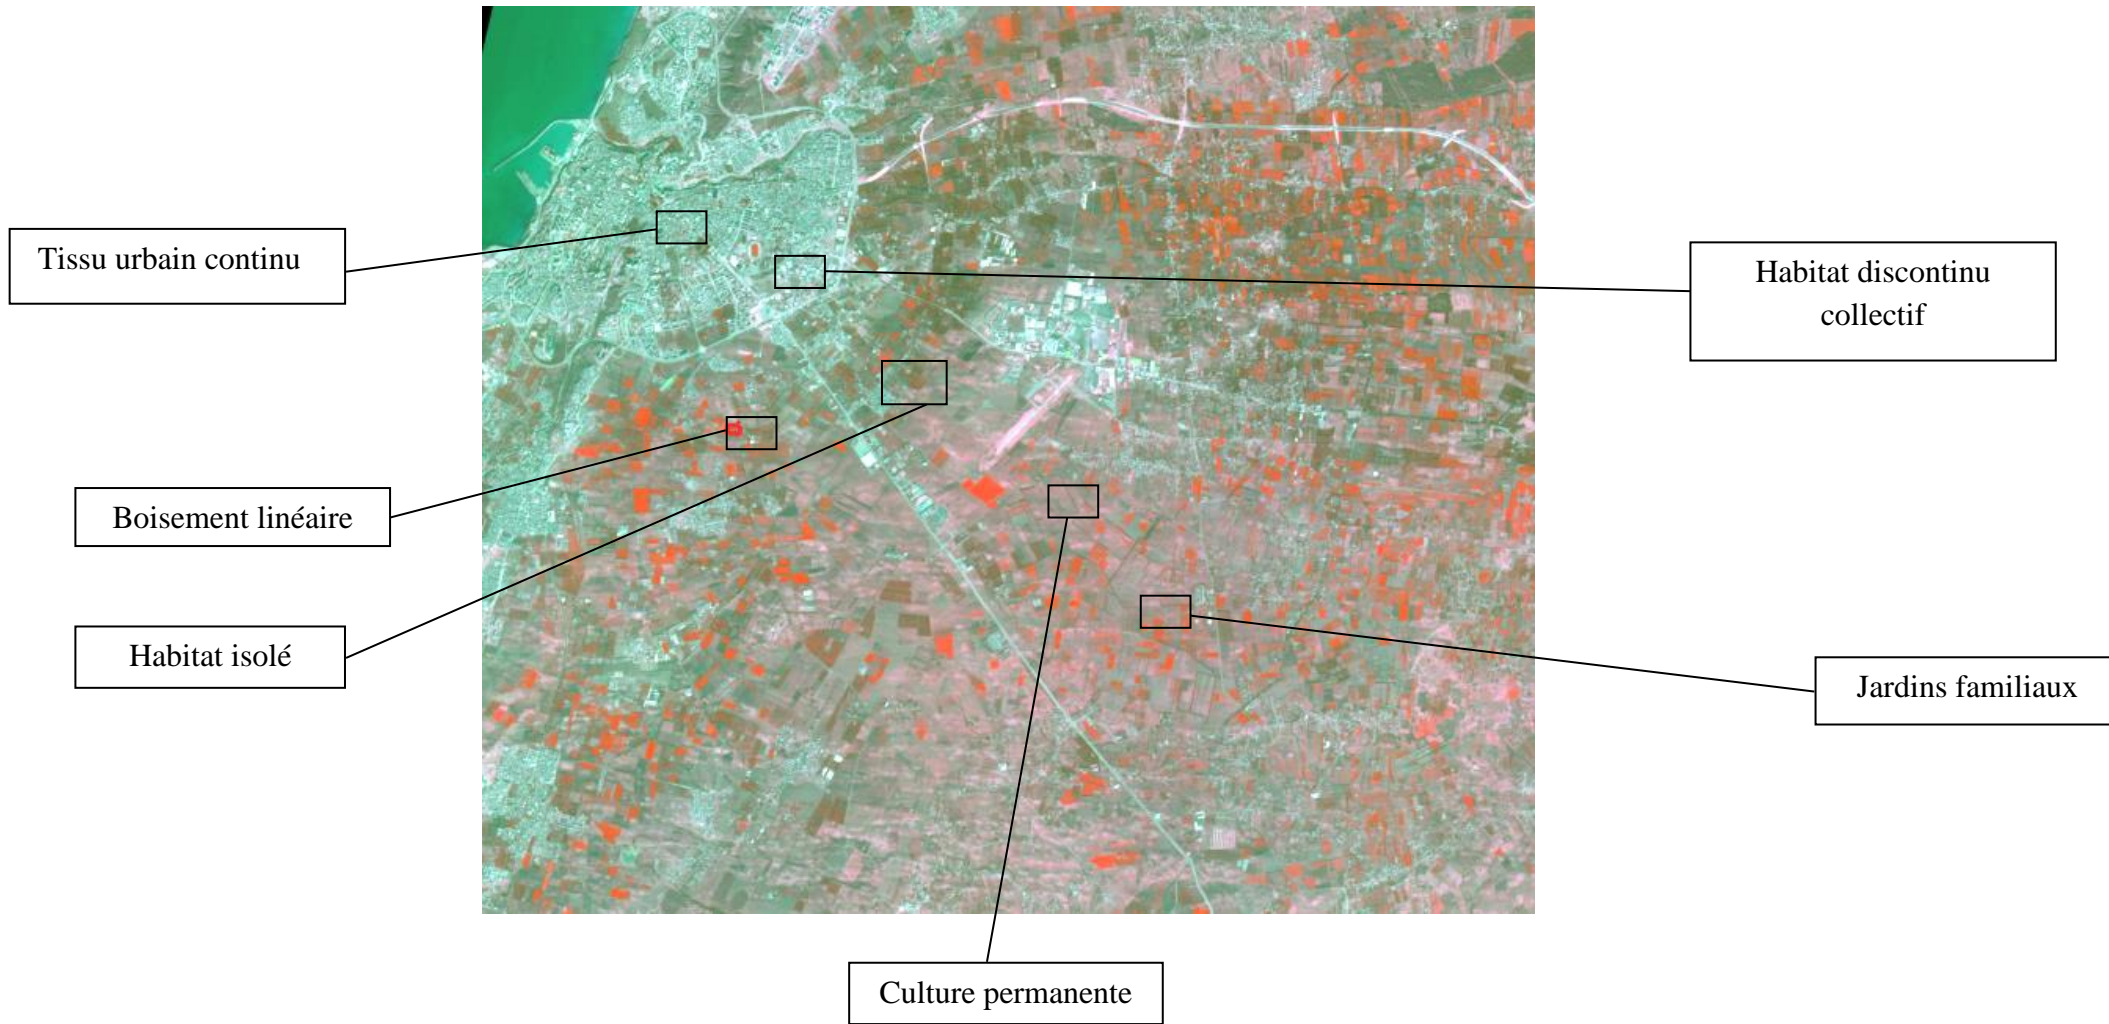 Tissu urbain continu
Habitat discontinu
collectif
Boisement linéaire
Habitat isolé
Jardins familiaux
Culture permanente